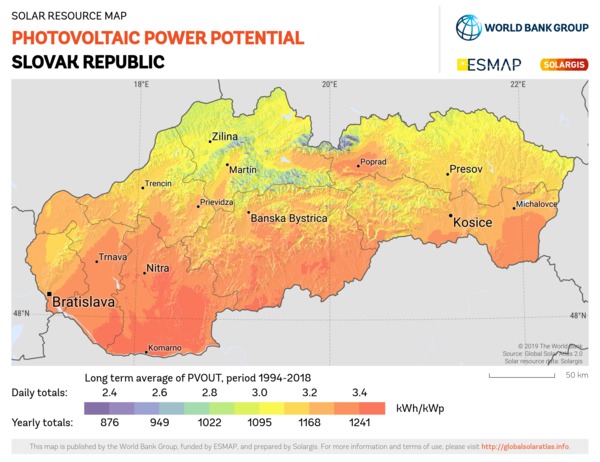 SOLAR RESOURCE MAP
PHOTOVOLTAIC POWER POTENTIAL
SLOVAK REPUBLIC
WORLD BANK GROUP
ESMAP
SOLARGIS
18°E
20°E
22°E
Zilina
Martin
Poprad
Presov
Trencin
Prievidza
Banska Bystrica
Michalovce
Kosice
Trnava
Nitra
Bratislava
48°N
48°N
Komarno
© 2019 The World Bank
Source: Global Solar Atlas 2.0
Solar resource data: Solargis
50 km
Long term average of PVOUT, period 1994-2018
Daily totals: 2.4 2.6 2.8 3.0 3.2 3.4
kWh/kWp
Yearly totals: 876 949 1022 1095 1168 1241
This map is published by the World Bank Group, funded by ESMAP, and prepared by Solargis. For more information and terms of use, please visit http://globalsolaratlas.info.